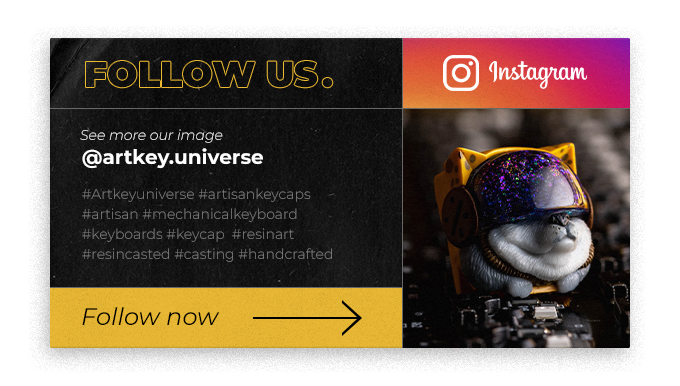 FOLLOW US.
Instagram
See more our image
@artkey.universe
#Artkeyuniverse #artisankeycaps
#artisan #mechanicalkeyboard
#keyboards #keycap #resinart
#resincasted #casting #handcrafted
Follow now